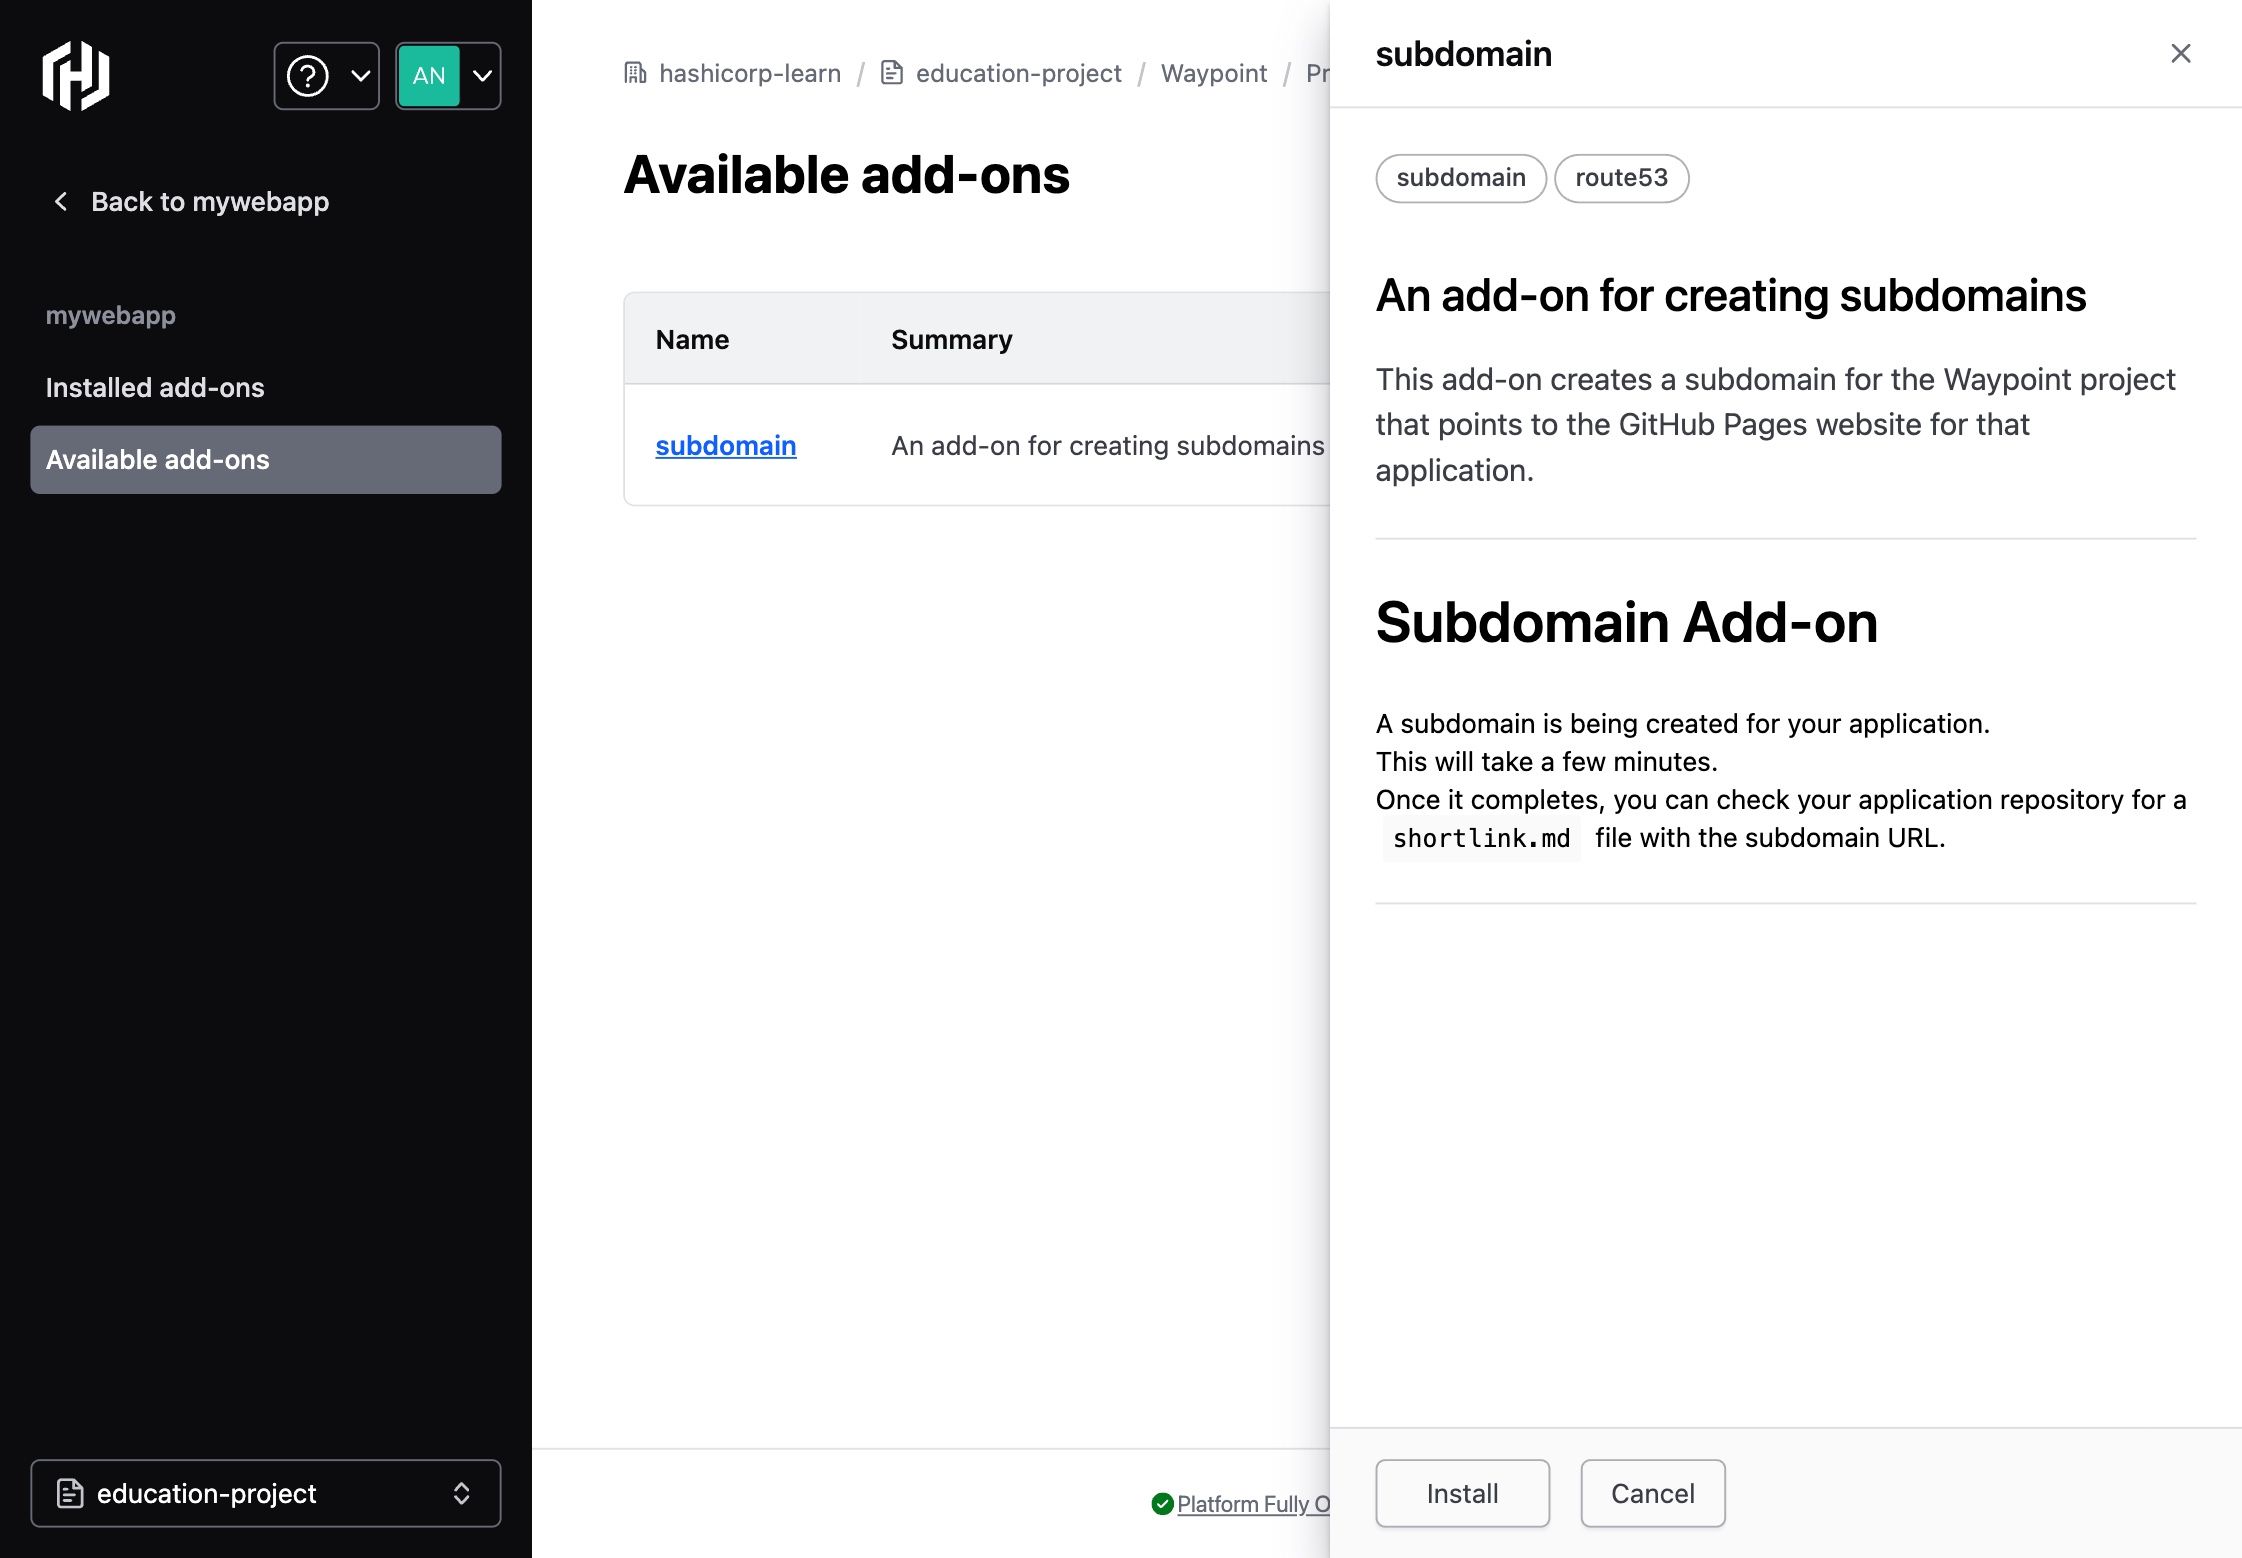 AN
Back to mywebapp
mywebapp
Installed add-ons
Available add-ons
education-project
hashicorp-learn / education-project / Waypoint / Pr
Available add-ons
Name Summary
subdomain An add-on for creating subdomains
Platform Fully O
subdomain
subdomain route53
An add-on for creating subdomains
This add-on creates a subdomain for the Waypoint project
that points to the GitHub Pages website for that
application.
Subdomain Add-on
A subdomain is being created for your application.
This will take a few minutes.
Once it completes, you can check your application repository for a
shortlink.md file with the subdomain URL.
Install Cancel